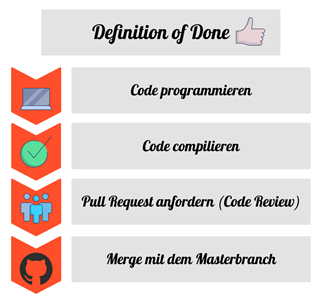 Definition of Done
Code programmieren
Code compilieren
Pull Request anfordern (Code Review)
Merge mit dem Masterbranch